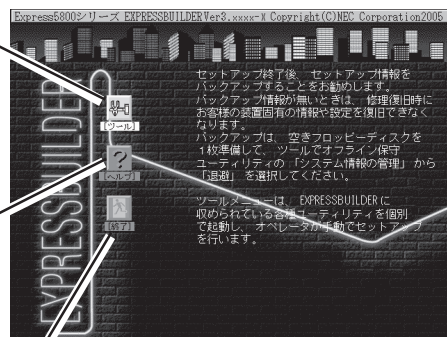 Express5800シリーズ EXPRESSBUILDER Ver3.xxxx-X Copyright(C)NEC Corporation2005
EXPRESSBUILDER
[ツール]
[ヘルプ]
[終了]
セットアップ終了後、セットアップ情報を
バックアップすることをお勧めします。
バックアップ情報が無いときは、修理復旧時に
お客様の装置固有の情報や設定を復旧できなく
なります。
バックアップは、空きフロッピーディスクを
1枚準備して、ツールでオフライン保守
ユーティリティの「システム情報の管理」から
「退避」を選択してください。
ツールメニューは、EXPRESSBUILDERに
収められている各種ユーティリティを個別
で起動し、オペレータが手動でセットアップ
を行います。